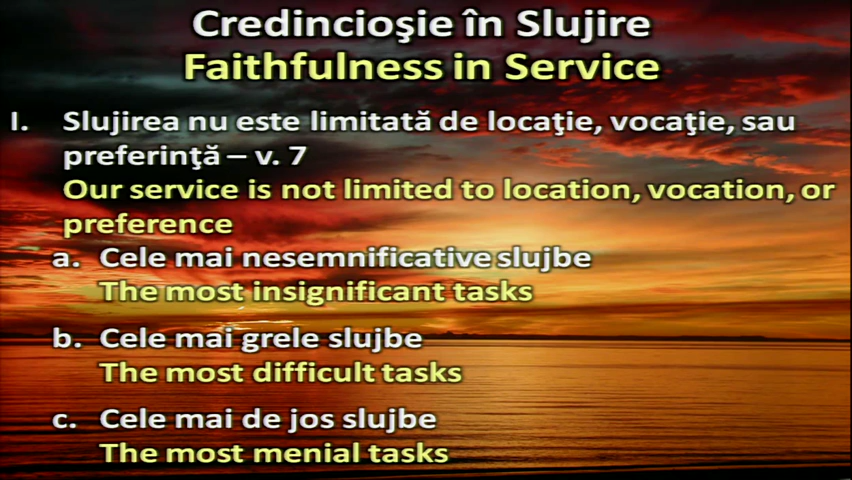 Credincioşie în Slujire
Faithfulness in Service
I. Slujirea nu este limitată de locaţie, vocaţie, sau
preferinţă – v. 7
Our service is not limited to location, vocation, or
preference
a. Cele mai nesemnificative slujbe
The most insignificant tasks
b. Cele mai grele slujbe
The most difficult tasks
c. Cele mai de jos slujbe
The most menial tasks